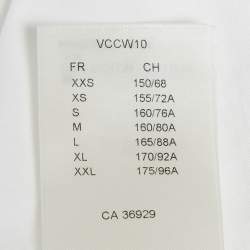 VCCW10
FR CH
XXS 150/68
XS 155/72A
S 160/76A
M 160/80A
L 165/88A
XL 170/92A
XXL 175/96A
CA 36929